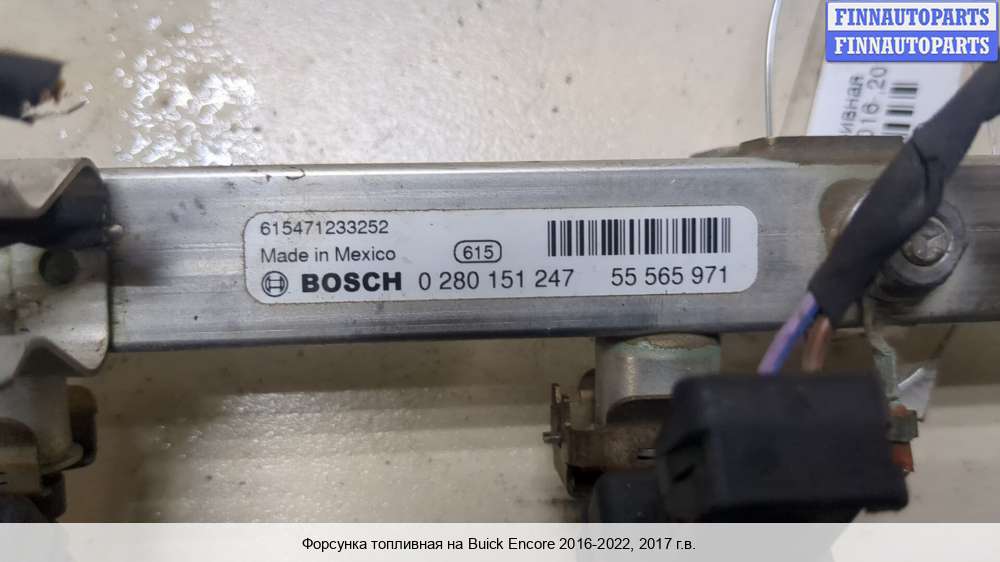 FINNAUTOPARTS
FINNAUTOPARTS
615471233252
Made in Mexico 615
BOSCH 0 280 151 247 55 565 971
Форсунка топливная на Buick Encore 2016-2022, 2017 г.в.